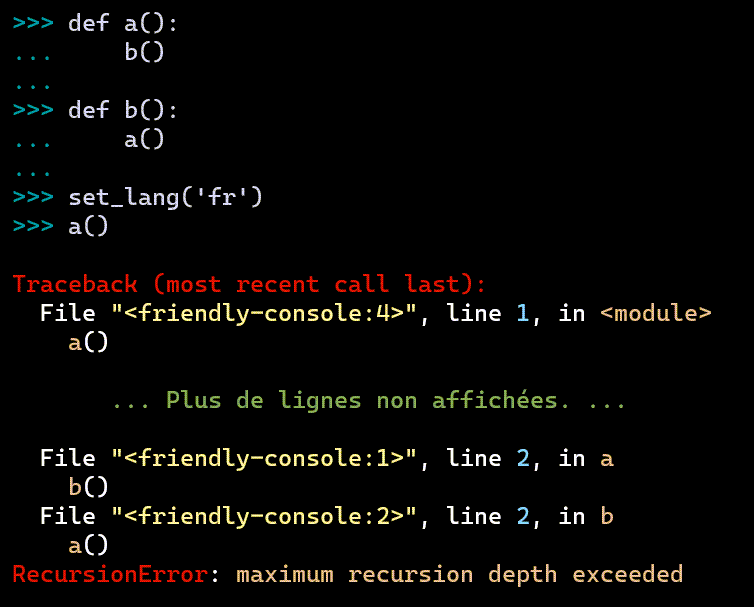 >>> def a():
...     b()
...
>>> def b():
...     a()
...
>>> set_lang('fr')
>>> a()
Traceback (most recent call last):
  File "<friendly-console:4>", line 1, in <module>
    a()
       ... Plus de lignes non affichées. ...
  File "<friendly-console:1>", line 2, in a
    b()
  File "<friendly-console:2>", line 2, in b
    a()
RecursionError: maximum recursion depth exceeded